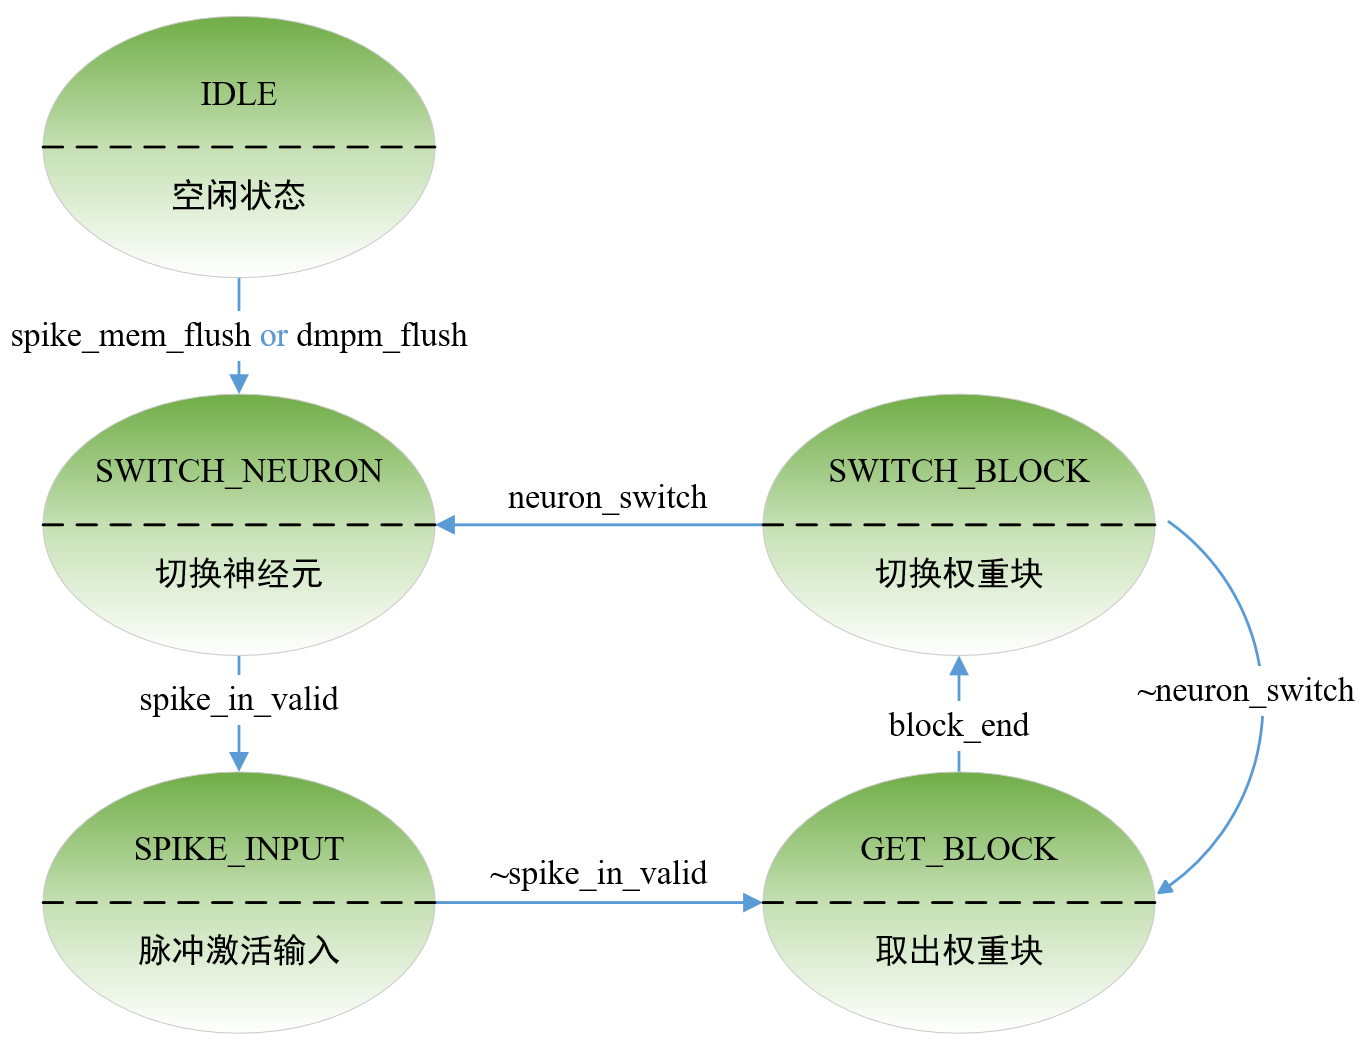 IDLE
空闲状态
spike_mem_flush or dmpm_flush
SWITCH_NEURON
切换神经元
neuron_switch
SWITCH_BLOCK
切换权重块
spike_in_valid
block_end
~neuron_switch
SPIKE_INPUT
脉冲激活输入
~spike_in_valid
GET_BLOCK
取出权重块